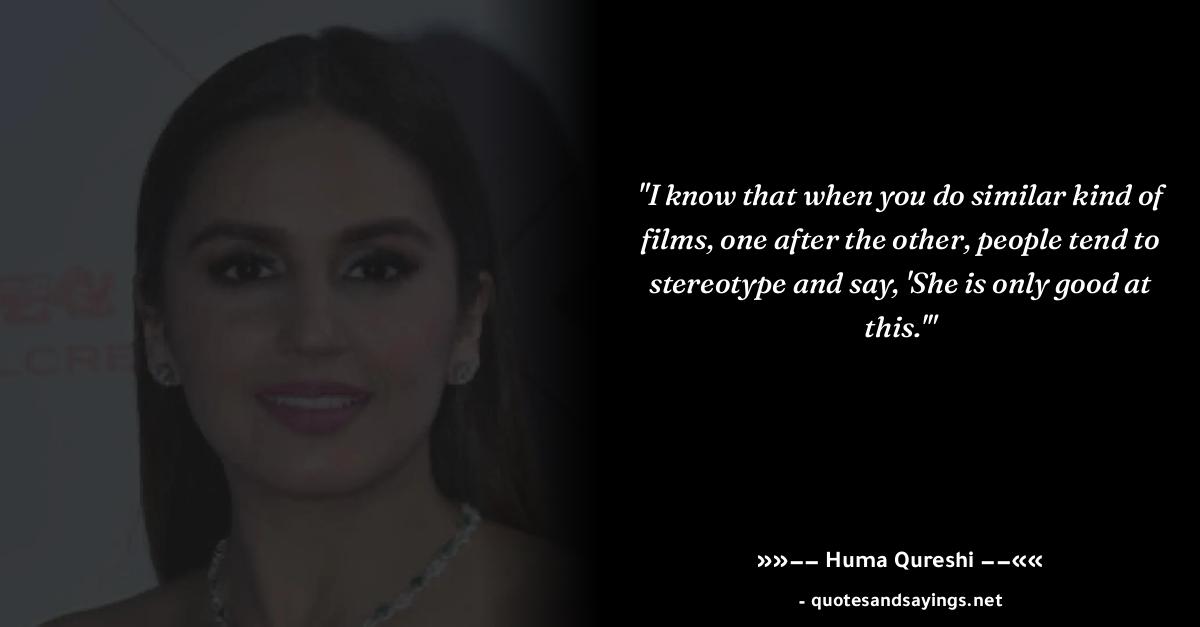 "I know that when you do similar kind of
films, one after the other, people tend to
stereotype and say, 'She is only good at
this.'"
»»−− Huma Qureshi −−««
- quotesandsayings.net
LCRE